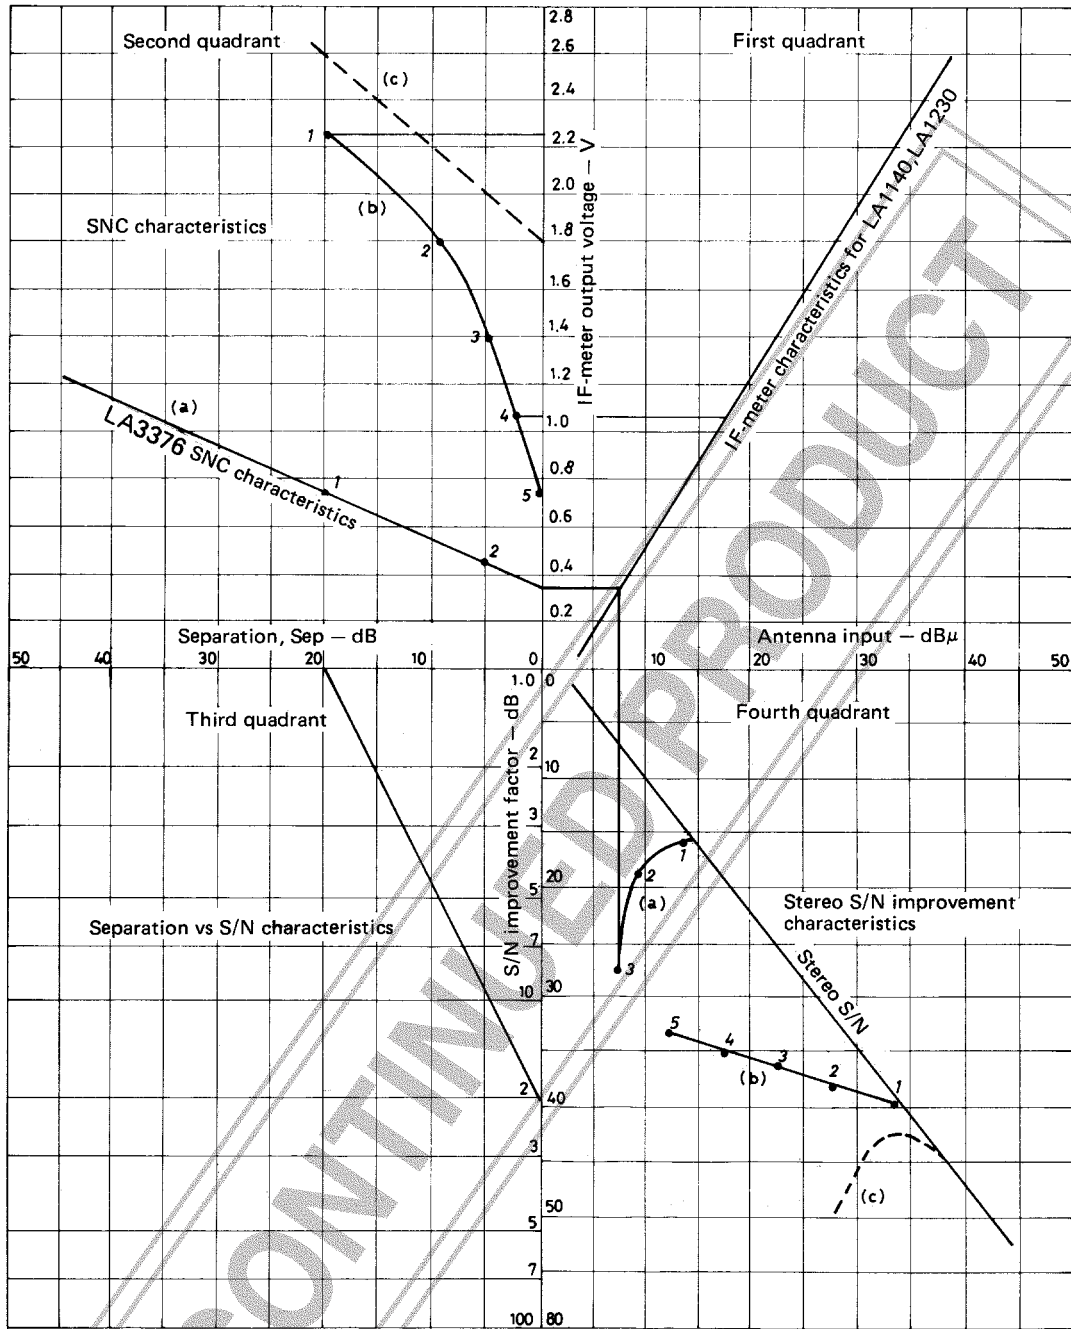 Second quadrant
First quadrant
2.8
2.6
2.4
2.2
2.0
1.8
1.6
1.4
1.2
1.0
0.8
0.6
0.4
0.2
IF-meter output voltage — V
(c)
1
(b)
2
3
4
5
SNC characteristics
(a)
LA3376 SNC characteristics
1
2
IF-meter characteristics for LA1140,LA1230
Separation, Sep — dB
Antenna input — dBμ
50 40 30 20 10 0
10 20 30 40 50
Third quadrant
Fourth quadrant
1.0 0
2 10
3
20
5
7
10 30
2 40
3
50
5
7
100 80
S/N improvement factor — dB
Separation vs S/N characteristics
1
2
(a)
3
Stereo S/N improvement
characteristics
Stereo S/N
5
4
3
2
1
(b)
(c)
CONTINUED PRODUCT